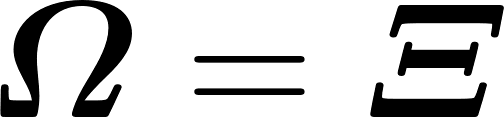 Ω = Ξ